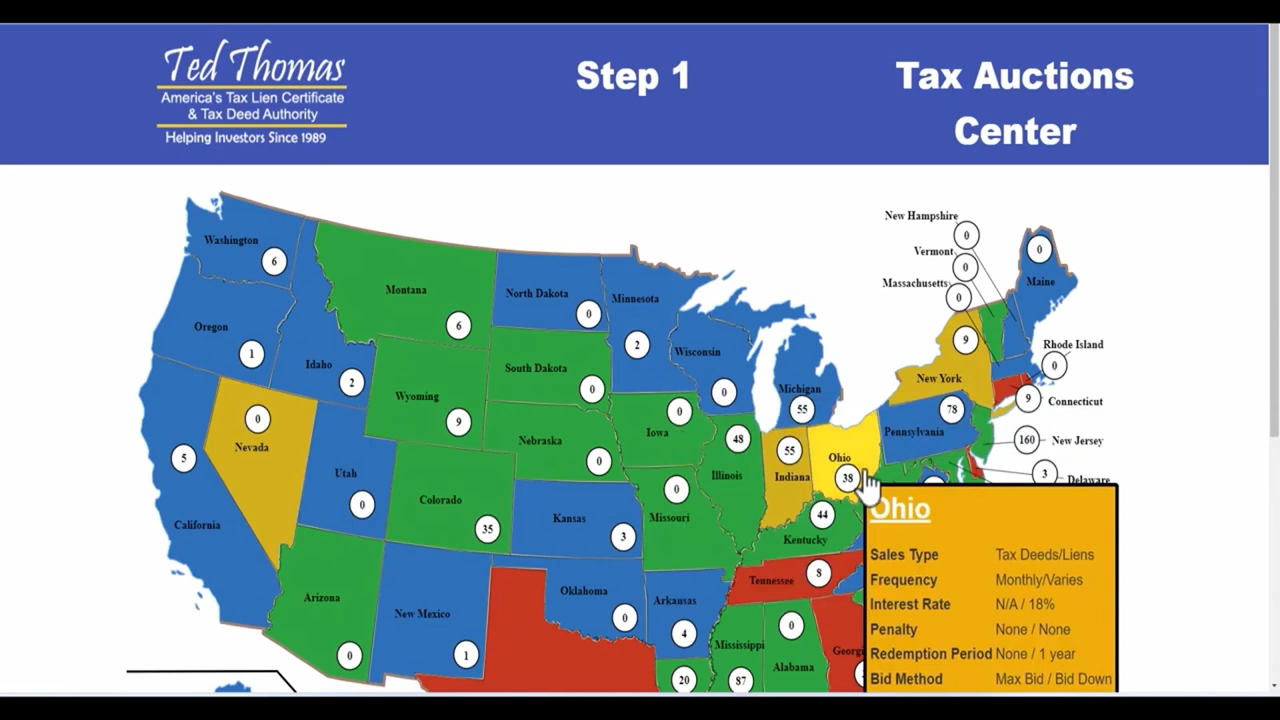 Ted Thomas
America's Tax Lien Certificate
& Tax Deed Authority
Helping Investors Since 1989
Step 1
Tax Auctions
Center
Washington
6
Oregon
1
Idaho
2
Montana
6
North Dakota
0
Minnesota
2
Wisconsin
0
Michigan
55
South Dakota
0
Wyoming
9
Nevada
0
California
5
Utah
0
Colorado
35
Nebraska
0
Iowa
0
Illinois
48
Indiana
55
Ohio
38
Missouri
0
Kansas
3
Kentucky
44
Tennessee
8
Arizona
0
New Mexico
1
Oklahoma
0
Arkansas
4
20
Mississippi
87
Alabama
0
Georgi
New Hampshire
0
Vermont
0
Massachusetts
0
Maine
0
New York
9
Rhode Island
0
Connecticut
9
Pennsylvania
78
New Jersey
160
Delaware
3
Ohio
Sales Type Tax Deeds/Liens
Frequency Monthly/Varies
Interest Rate N/A / 18%
Penalty None / None
Redemption Period None / 1 year
Bid Method Max Bid / Bid Down